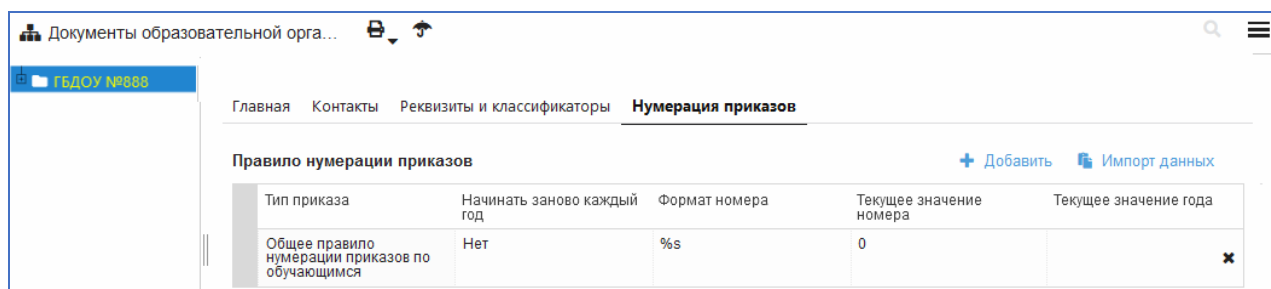 Документы образовательной орга...
ГБДОУ №888
Главная Контакты Реквизиты и классификаторы Нумерация приказов
Правило нумерации приказов Добавить Импорт данных
Тип приказа Начинать заново каждый год Формат номера Текущее значение номера Текущее значение года
Общее правило нумерации приказов по обучающимся Нет %s 0